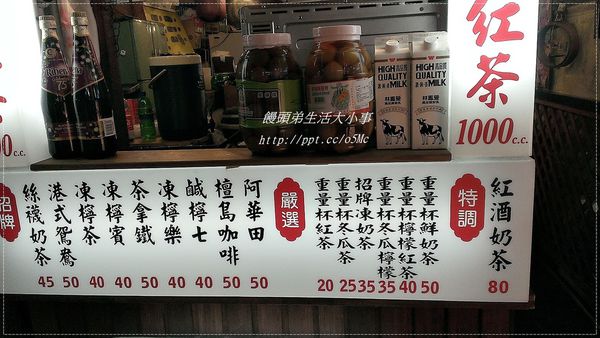 紅茶
1000c.c.
c.c.
HIGH QUALITY MILK
HIGH QUALITY MILK
饅頭弟生活大小事
http://ppt.cc/o5Mc
特調
紅酒奶茶
80
嚴選
重量杯鮮奶茶
50
重量杯檸檬紅茶
40
重量杯冬瓜檸檬
35
招牌凍奶茶
35
重量杯冬瓜茶
25
重量杯紅茶
20
招牌
阿華田
50
檀島咖啡
50
鹹檸七
40
凍檸樂
40
茶拿鐵
50
凍檸賓
40
凍檸茶
40
港式鴛鴦
50
絲襪奶茶
45